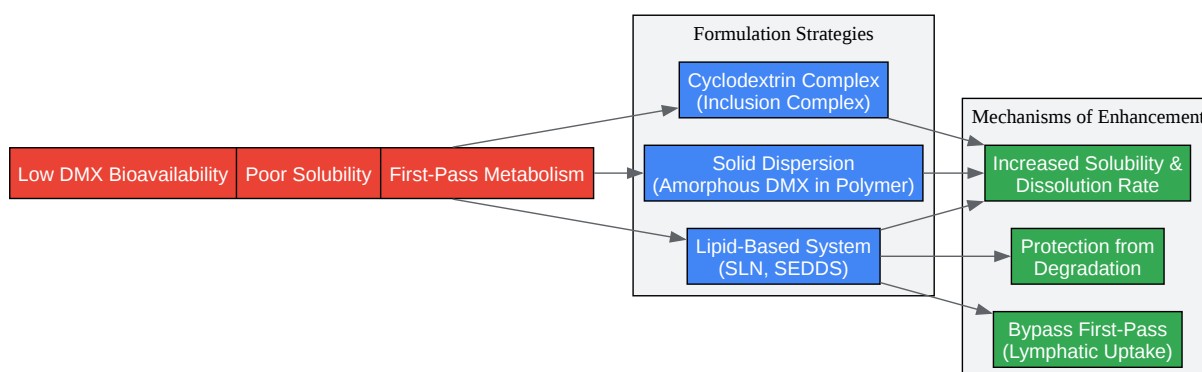 Formulation Strategies
Cyclodextrin Complex
(Inclusion Complex)
Mechanisms of Enhancement
Low DMX Bioavailability
Poor Solubility
First-Pass Metabolism
Solid Dispersion
(Amorphous DMX in Polymer)
Increased Solubility &
Dissolution Rate
Lipid-Based System
(SLN, SEDDS)
Protection from
Degradation
Bypass First-Pass
(Lymphatic Uptake)